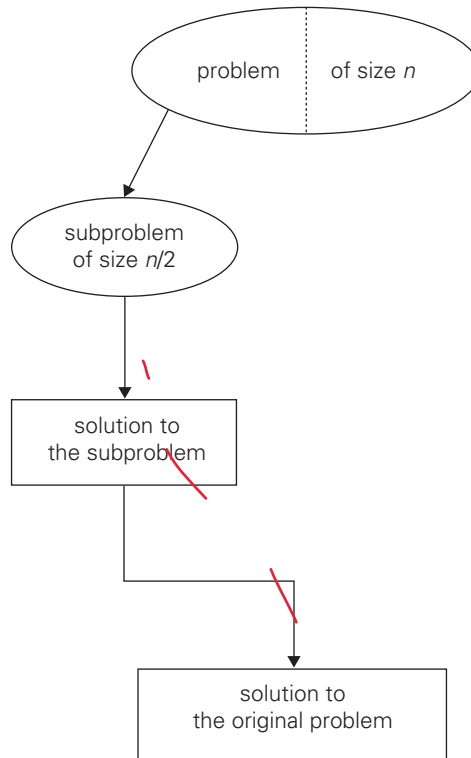 problem of size n
subproblem
of size n/2
solution to
the subproblem
solution to
the original problem